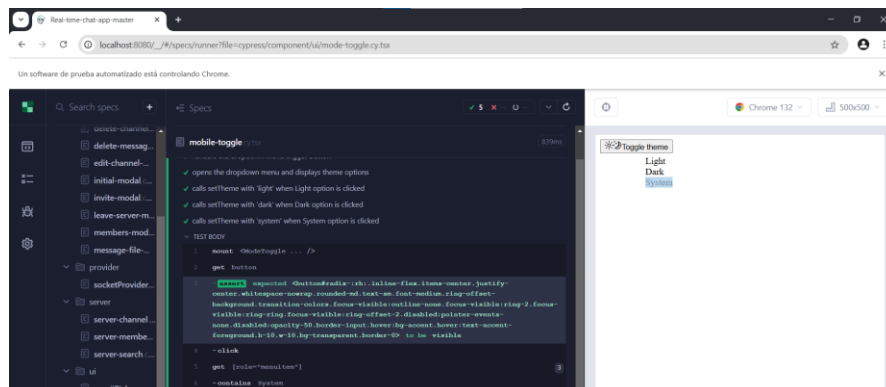 Real-time-chat-app-master
localhost:8080/__/#/specs/runner?file=cypress/component/ui/mode-toggle.cy.tsx
Un software de prueba automatizado está controlando Chrome.
Search specs
Specs
5
Chrome 132
500x500
delete-channel...
delete-messag...
edit-channel-...
initial-modal.c...
invite-modal.c...
leave-server-m...
members-mod...
message-file-...
provider
socketProvider...
server
server-channel...
server-membe...
server-search.c...
ui
mobile-toggle.cy.tsx
839ms
opens the dropdown menu and displays theme options
calls setTheme with 'light' when Light option is clicked
calls setTheme with 'dark' when Dark option is clicked
calls setTheme with 'system' when System option is clicked
TEST BODY
1 mount <ModeToggle ... />
2 get button
3 -assert expected <button#radix-:rh:.inline-flex.items-center.justify-
center.whitespace-nowrap.rounded-md.text-sm.font-medium.ring-offset-
background.transition-colors.focus-visible:outline-none.focus-visible:ring-2.focus-
visible:ring-ring.focus-visible:ring-offset-2.disabled:pointer-events-
none.disabled:opacity-50.border-input.hover:bg-accent.hover:text-accent-
foreground.h-10.w-10.bg-transparent.border-0> to be visible
4 -click
5 get [role="menuitem"] 3
6 -contains System
Toggle theme
Light
Dark
System